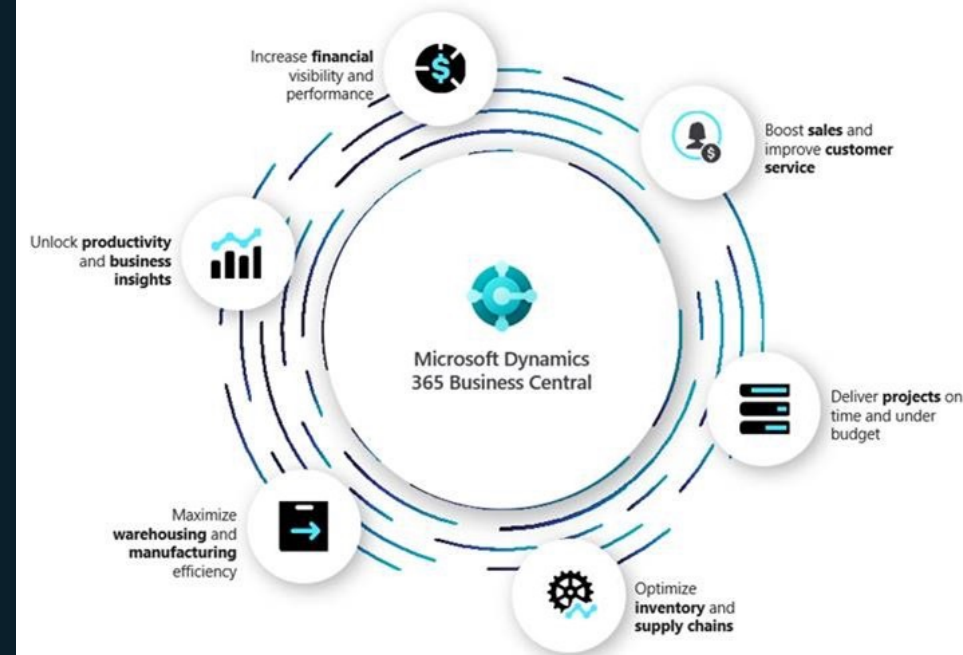 Increase financial
visibility and
performance
Boost sales and
improve customer
service
Unlock productivity
and business
insights
Microsoft Dynamics
365 Business Central
Deliver projects on
time and under
budget
Maximize
warehousing and
manufacturing
efficiency
Optimize
inventory and
supply chains